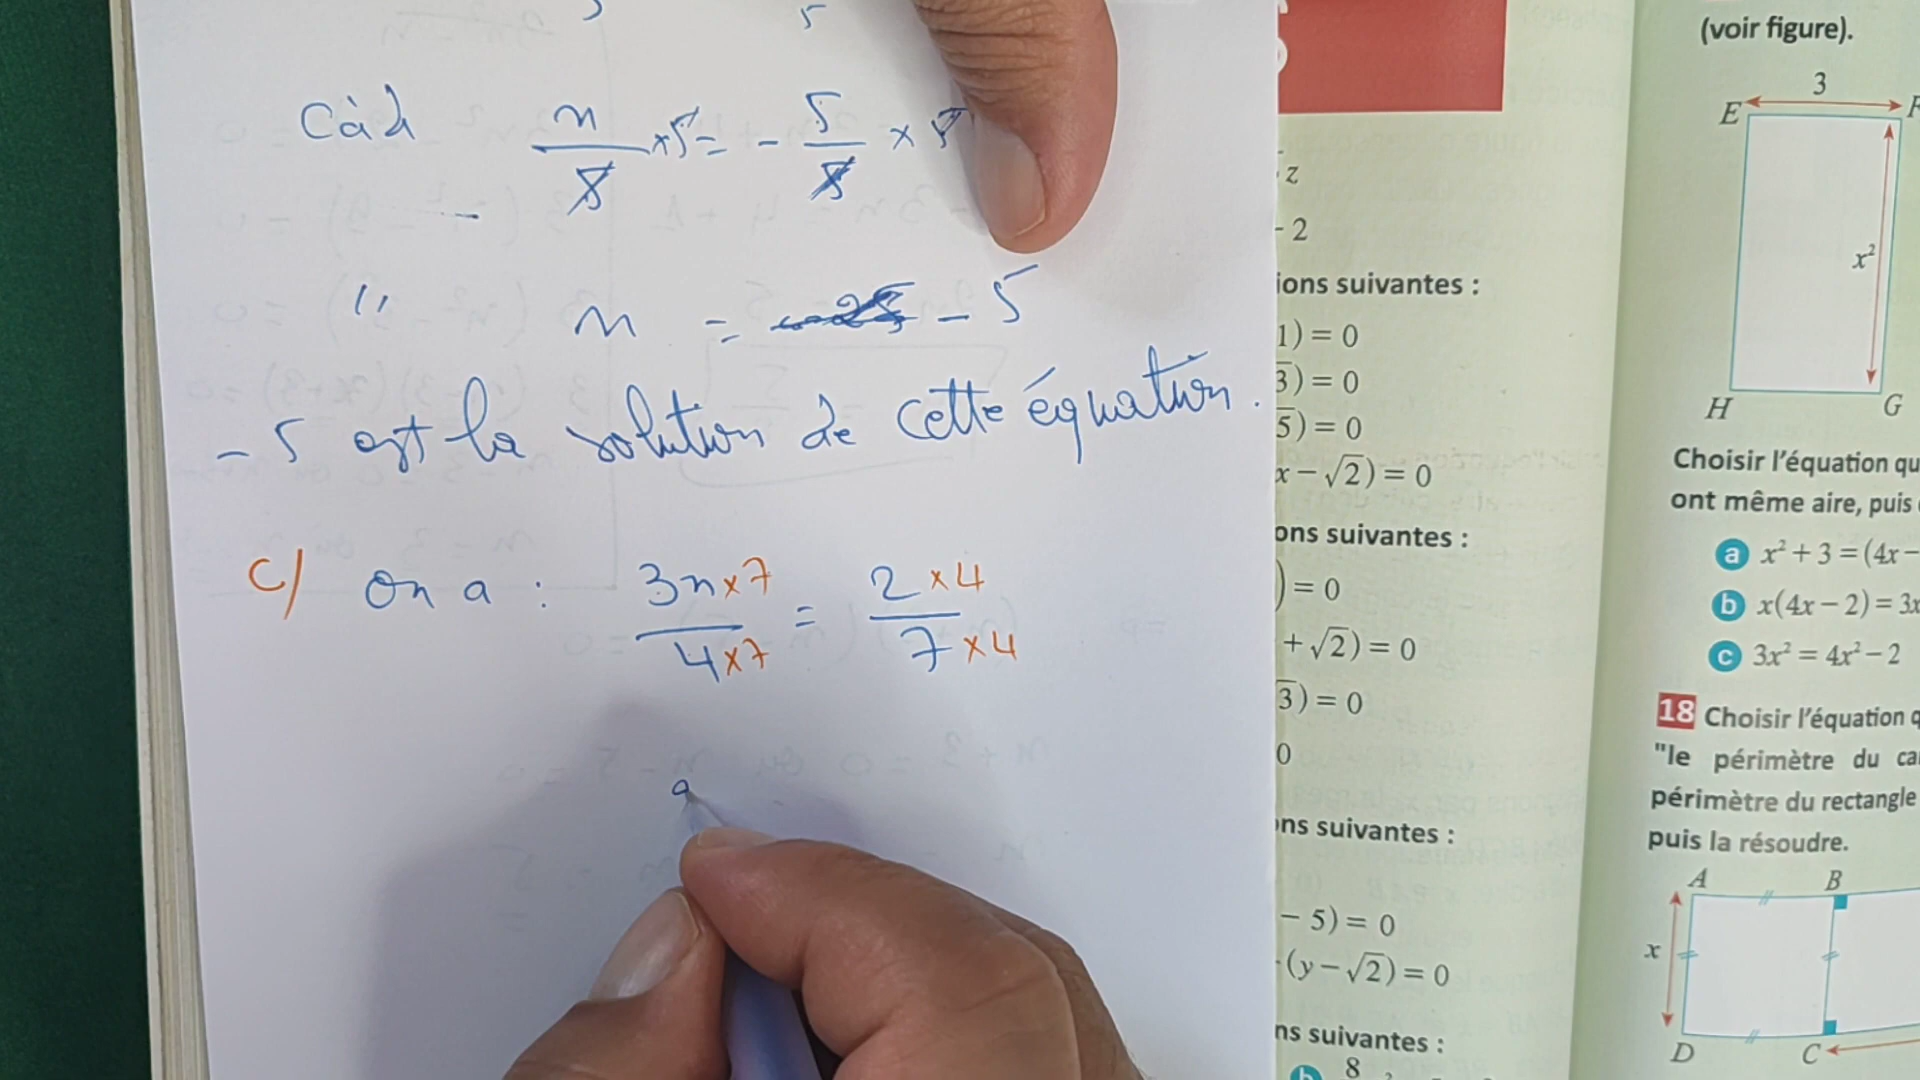 5
càd x/5 ×5 = - 5/5 × 5
" x = - 5
- 5 est la solution de cette équation.
c/ on a : 3x×7 / 4×7 = 2×4 / 7×4
z
- 2
ions suivantes :
1) = 0
3) = 0
5) = 0
x - √2) = 0
ons suivantes :
) = 0
+ √2) = 0
3) = 0
0
ns suivantes :
- 5) = 0
(y - √2) = 0
ns suivantes :
b 8
(voir figure).
3
E F
x²
H G
Choisir l'équation qu
ont même aire, puis
a x² + 3 = (4x -
b x(4x - 2) = 3x
c 3x² = 4x² - 2
18 Choisir l'équation q
"le périmètre du ca
périmètre du rectangle
puis la résoudre.
A B
x
D C